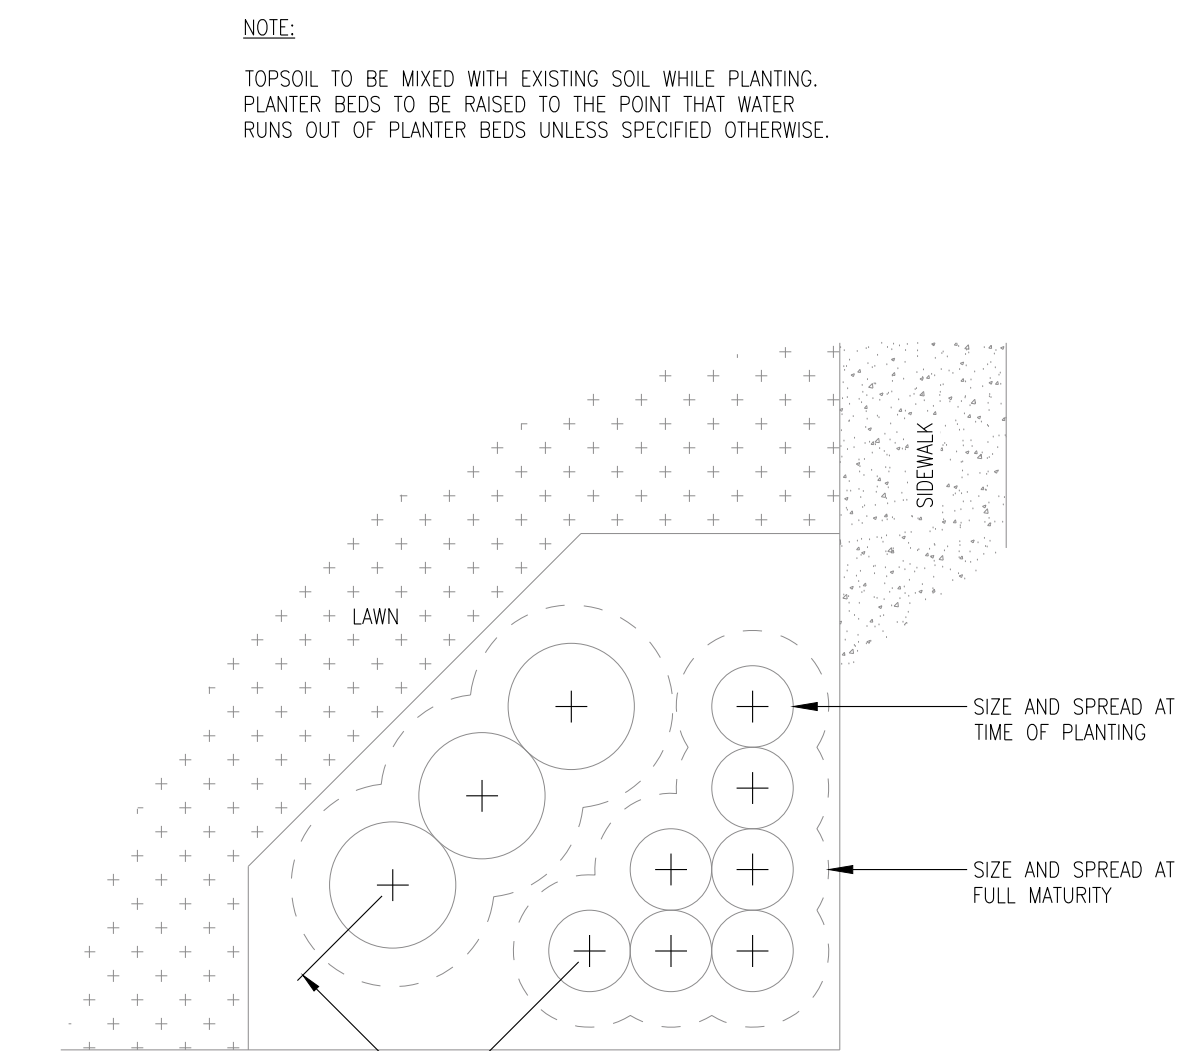 NOTE:
TOPSOIL TO BE MIXED WITH EXISTING SOIL WHILE PLANTING.
PLANTER BEDS TO BE RAISED TO THE POINT THAT WATER
RUNS OUT OF PLANTER BEDS UNLESS SPECIFIED OTHERWISE.
SIDEWALK
LAWN
SIZE AND SPREAD AT
TIME OF PLANTING
SIZE AND SPREAD AT
FULL MATURITY